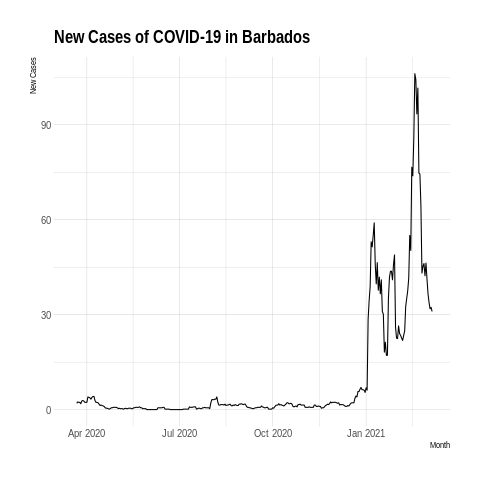 New Cases of COVID-19 in Barbados
New Cases
90
60
30
0
Apr 2020 Jul 2020 Oct 2020 Jan 2021
Month